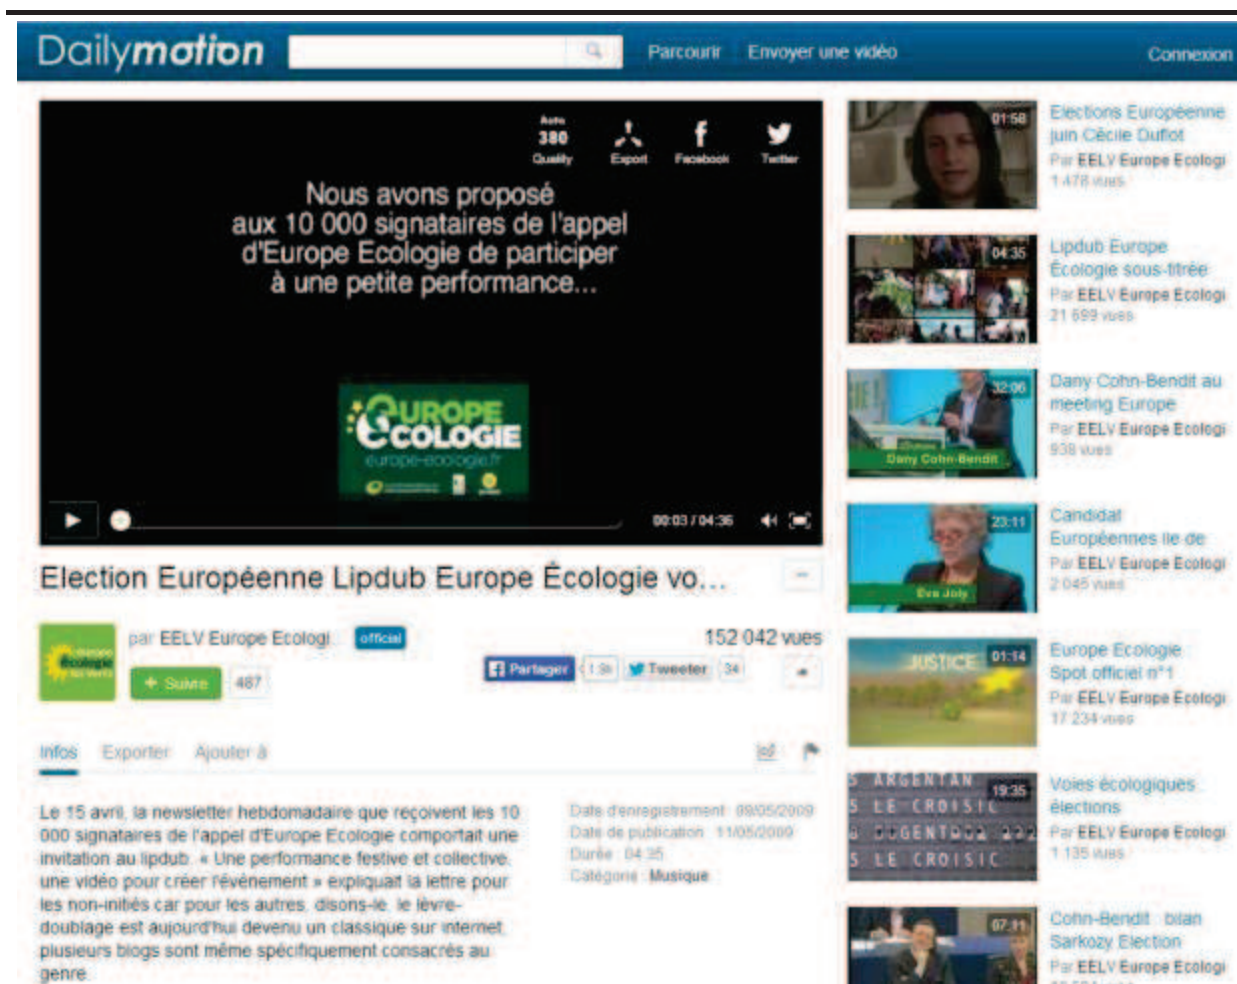 Dailymotion
Parcourir
Envoyer une vidéo
Connexion
Auto
380
Quality
Export
Facebook
Twitter
Nous avons proposé
aux 10 000 signataires de l'appel
d'Europe Ecologie de participer
à une petite performance...
EUROPE
ECOLOGIE
europe-ecologie.fr
00:03 / 04:36
Election Européenne Lipdub Europe Écologie vo...
europe
écologie
les verts
par EELV Europe Ecologi
official
152 042 vues
+ Suivre
487
Partager
Tweeter
34
Infos
Exporter
Ajouter à
Le 15 avril, la newsletter hebdomadaire que reçoivent les 10
000 signataires de l'appel d'Europe Ecologie comportait une
invitation au lipdub. « Une performance festive et collective,
une vidéo pour créer l'événement » expliquait la lettre pour
les non-initiés car pour les autres, disons-le, le lèvre-
doublage est aujourd'hui devenu un classique sur internet,
plusieurs blogs sont même spécifiquement consacrés au
genre.
Date d'enregistrement : 09/05/2009
Date de publication : 11/05/2009
Durée : 04:35
Catégorie : Musique
01:58
Elections Européenne
juin Cécile Duflot
Par EELV Europe Ecologi
1 478 vues
04:35
Lipdub Europe
Écologie sous-titrée
Par EELV Europe Ecologi
21 699 vues
32:06
Dany Cohn-Bendit
Dany Cohn-Bendit au
meeting Europe
Par EELV Europe Ecologi
938 vues
23:11
Eva Joly
Candidat
Européennes Ile de
Par EELV Europe Ecologi
2 045 vues
JUSTICE
01:14
Europe Ecologie
Spot officiel n°1
Par EELV Europe Ecologi
17 234 vues
S ARGENTAN
19:35
S LE CROISIC
S LE CROISIC
Voies écologiques
élections
Par EELV Europe Ecologi
1 135 vues
07:11
Cohn-Bendit : bilan
Sarkozy Election
Par EELV Europe Ecologi